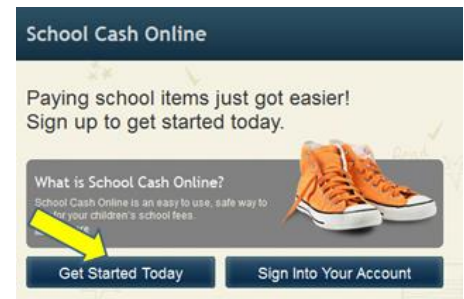 School Cash Online
Paying school items just got easier!
Sign up to get started today.
What is School Cash Online?
School Cash Online is an easy to use, safe way to
for your children's school fees.
Get Started Today
Sign Into Your Account